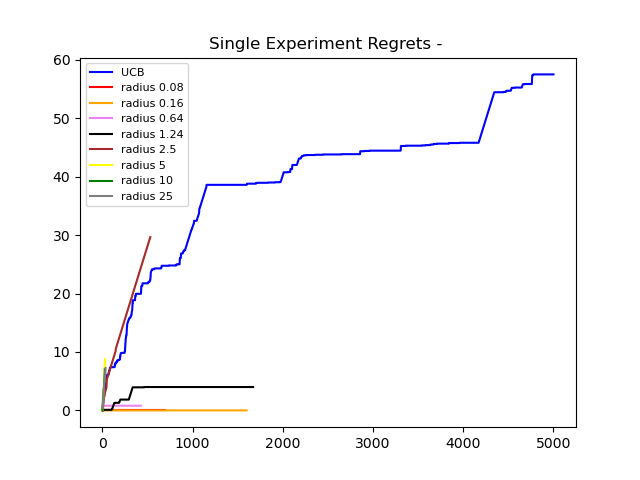 Single Experiment Regrets -
60
50
40
30
20
10
0
UCB
radius 0.08
radius 0.16
radius 0.64
radius 1.24
radius 2.5
radius 5
radius 10
radius 25
0 1000 2000 3000 4000 5000